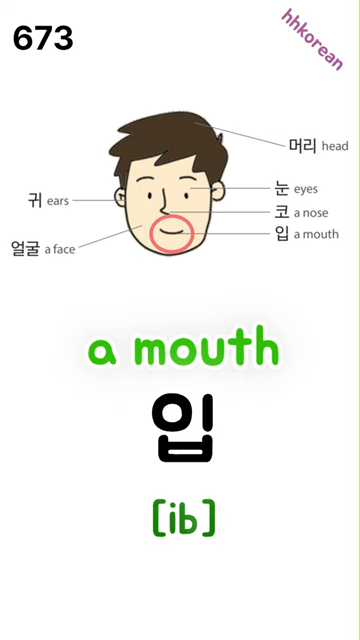 673
hhkorean
머리 head
눈 eyes
귀 ears
코 a nose
입 a mouth
얼굴 a face
a mouth
입
[ib]